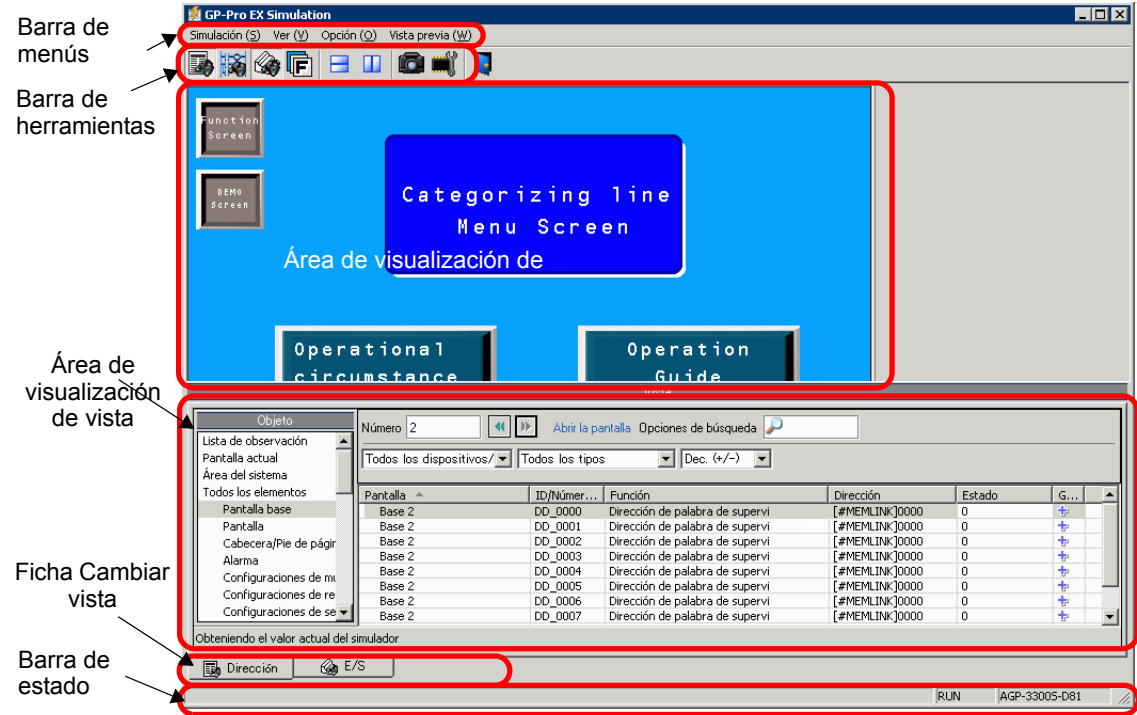 GP-Pro EX Simulation
Barra de
menús
Simulación (S) Ver (V) Opción (O) Vista previa (W)
Barra de
herramientas
Function
Screen
DEMO
Screen
Categorizing line
Menu Screen
Área de visualización de
Operational
circumstance
Operation
Guide
Área de
visualización
de vista
Objeto
Lista de observación
Pantalla actual
Área del sistema
Todos los elementos
Pantalla base
Pantalla
Cabecera/Pie de págir
Alarma
Configuraciones de mu
Configuraciones de re
Configuraciones de se
Número 2 Abrir la pantalla Opciones de búsqueda
Todos los dispositivos/ Todos los tipos Dec. (+/-)
Pantalla ID/Númer... Función Dirección Estado G...
Base 2 DD_0000 Dirección de palabra de supervi [#MEMLINK]0000 0
Base 2 DD_0001 Dirección de palabra de supervi [#MEMLINK]0000 0
Base 2 DD_0002 Dirección de palabra de supervi [#MEMLINK]0000 0
Base 2 DD_0003 Dirección de palabra de supervi [#MEMLINK]0000 0
Base 2 DD_0004 Dirección de palabra de supervi [#MEMLINK]0000 0
Base 2 DD_0005 Dirección de palabra de supervi [#MEMLINK]0000 0
Base 2 DD_0006 Dirección de palabra de supervi [#MEMLINK]0000 0
Base 2 DD_0007 Dirección de palabra de supervi [#MEMLINK]0000 0
Obteniendo el valor actual del simulador
Ficha Cambiar
vista
Dirección E/S
Barra de
estado
RUN AGP-3300S-D81